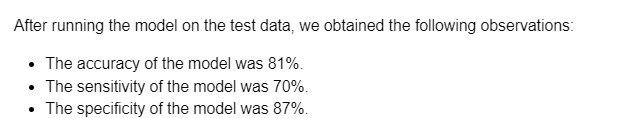 After running the model on the test data, we obtained the following observations:
• The accuracy of the model was 81%.
• The sensitivity of the model was 70%.
• The specificity of the model was 87%.